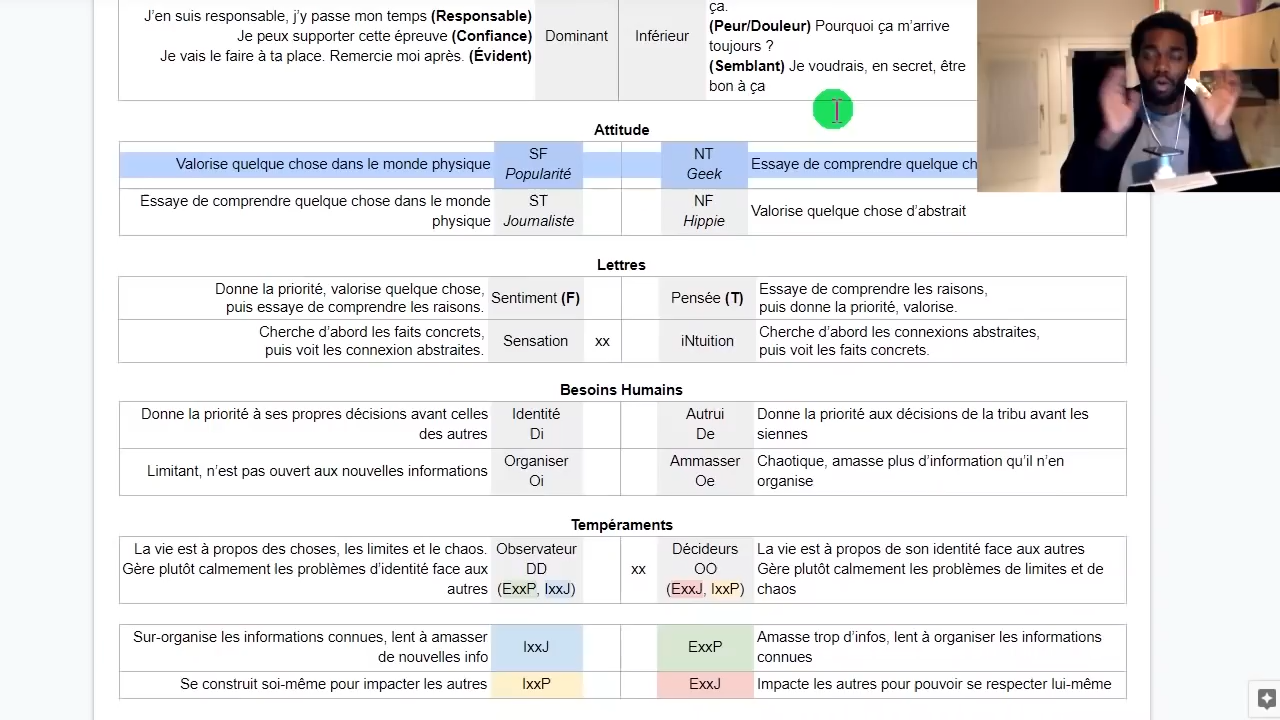 J'en suis responsable, j'y passe mon temps (Responsable)
Je peux supporter cette épreuve (Confiance)
Je vais le faire à ta place. Remercie moi après. (Évident)
Dominant
Inférieur
ça.
(Peur/Douleur) Pourquoi ça m'arrive
toujours ?
(Semblant) Je voudrais, en secret, être
bon à ça
Attitude
Valorise quelque chose dans le monde physique
SF
Popularité
NT
Geek
Essaye de comprendre quelque ch
Essaye de comprendre quelque chose dans le monde
physique
ST
Journaliste
NF
Hippie
Valorise quelque chose d'abstrait
Lettres
Donne la priorité, valorise quelque chose,
puis essaye de comprendre les raisons.
Sentiment (F)
Pensée (T)
Essaye de comprendre les raisons,
puis donne la priorité, valorise.
Cherche d'abord les faits concrets,
puis voit les connexion abstraites.
Sensation
xx
iNtuition
Cherche d'abord les connexions abstraites,
puis voit les faits concrets.
Besoins Humains
Donne la priorité à ses propres décisions avant celles
des autres
Identité
Di
Autrui
De
Donne la priorité aux décisions de la tribu avant les
siennes
Limitant, n'est pas ouvert aux nouvelles informations
Organiser
Oi
Ammasser
Oe
Chaotique, amasse plus d'information qu'il n'en
organise
Tempéraments
La vie est à propos des choses, les limites et le chaos.
Gère plutôt calmement les problèmes d'identité face aux
autres
Observateur
DD
(ExxP, IxxJ)
xx
Décideurs
OO
(ExxJ, IxxP)
La vie est à propos de son identité face aux autres
Gère plutôt calmement les problèmes de limites et de
chaos
Sur-organise les informations connues, lent à amasser
de nouvelles info
IxxJ
ExxP
Amasse trop d'infos, lent à organiser les informations
connues
Se construit soi-même pour impacter les autres
IxxP
ExxJ
Impacte les autres pour pouvoir se respecter lui-même